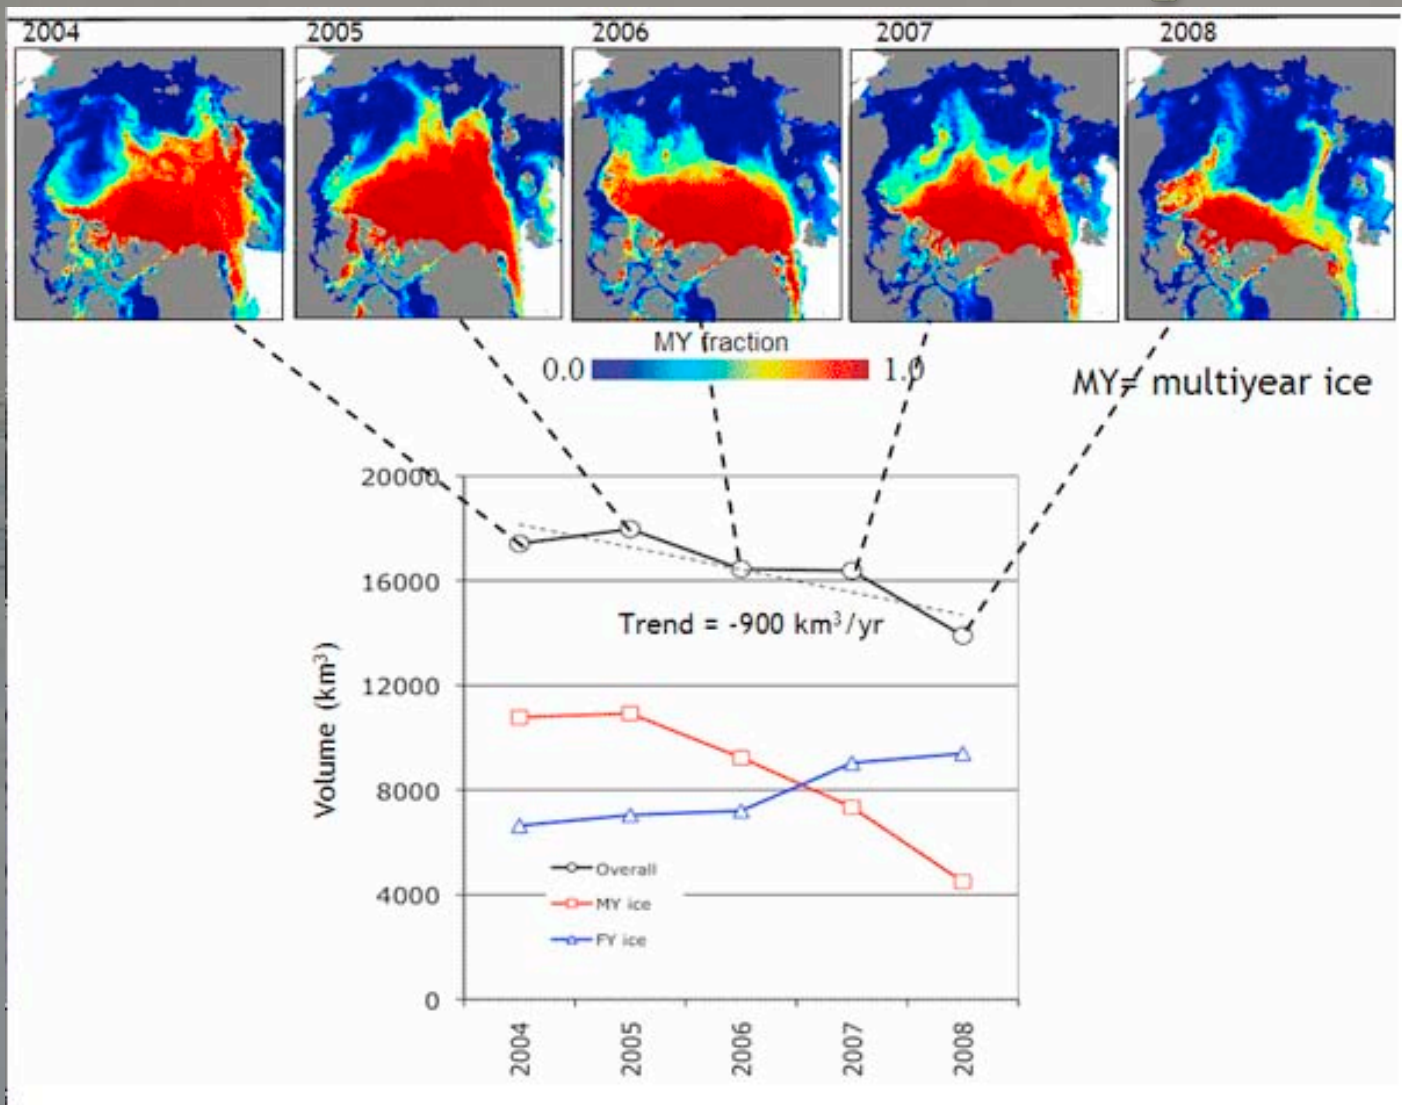 2004 2005 2006 2007 2008
MY fraction
0.0 1.0
MY= multiyear ice
20000
16000
Trend = -900 km³/yr
12000
Volume (km³)
8000
Overall
4000
MY ice
FY ice
0
2004 2005 2006 2007 2008